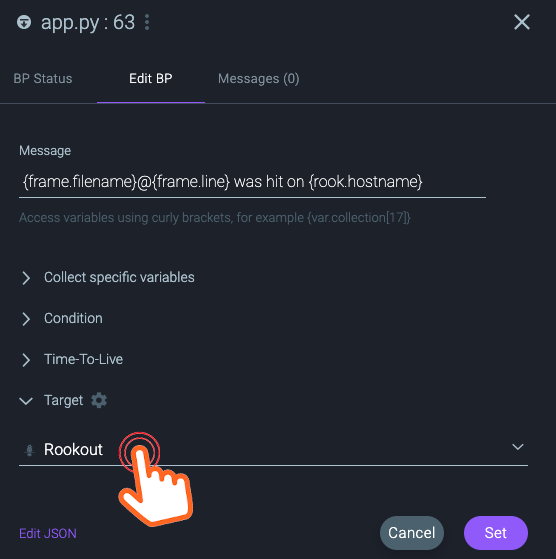 app.py : 63
BP Status Edit BP Messages (0)
Message
{frame.filename}@{frame.line} was hit on {rook.hostname}
Access variables using curly brackets, for example {var.collection[17]}
Collect specific variables
Condition
Time-To-Live
Target
Rookout
Edit JSON Cancel Set